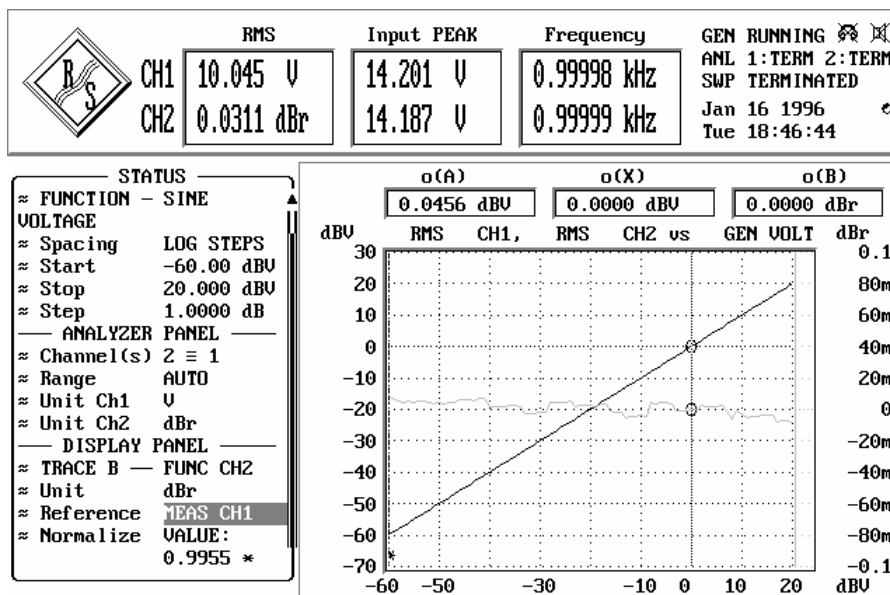 RMS Input PEAK Frequency
GEN RUNNING
ANL 1:TERM 2:TERM
SWP TERMINATED
Jan 16 1996
Tue 18:46:44
R S
CH1 10.045 V 14.201 V 0.99998 kHz
CH2 0.0311 dBr 14.187 V 0.99999 kHz
STATUS
≈ FUNCTION – SINE
VOLTAGE
≈ Spacing LOG STEPS
≈ Start -60.00 dBV
≈ Stop 20.000 dBV
≈ Step 1.0000 dB
ANALYZER PANEL
≈ Channel(s) 2 ≡ 1
≈ Range AUTO
≈ Unit Ch1 V
≈ Unit Ch2 dBr
DISPLAY PANEL
≈ TRACE B — FUNC CH2
≈ Unit dBr
≈ Reference MEAS CH1
≈ Normalize VALUE:
0.9955 *
o(A) o(X) o(B)
0.0456 dBV 0.0000 dBV 0.0000 dBr
dBV RMS CH1, RMS CH2 vs GEN VOLT dBr
30 0.1
20 80m
10 60m
0 40m
-10 20m
-20 0
-30 -20m
-40 -40m
-50 -60m
-60 -80m
-70 -0.1
*
-60 -50 -30 -10 0 10 20 dBV